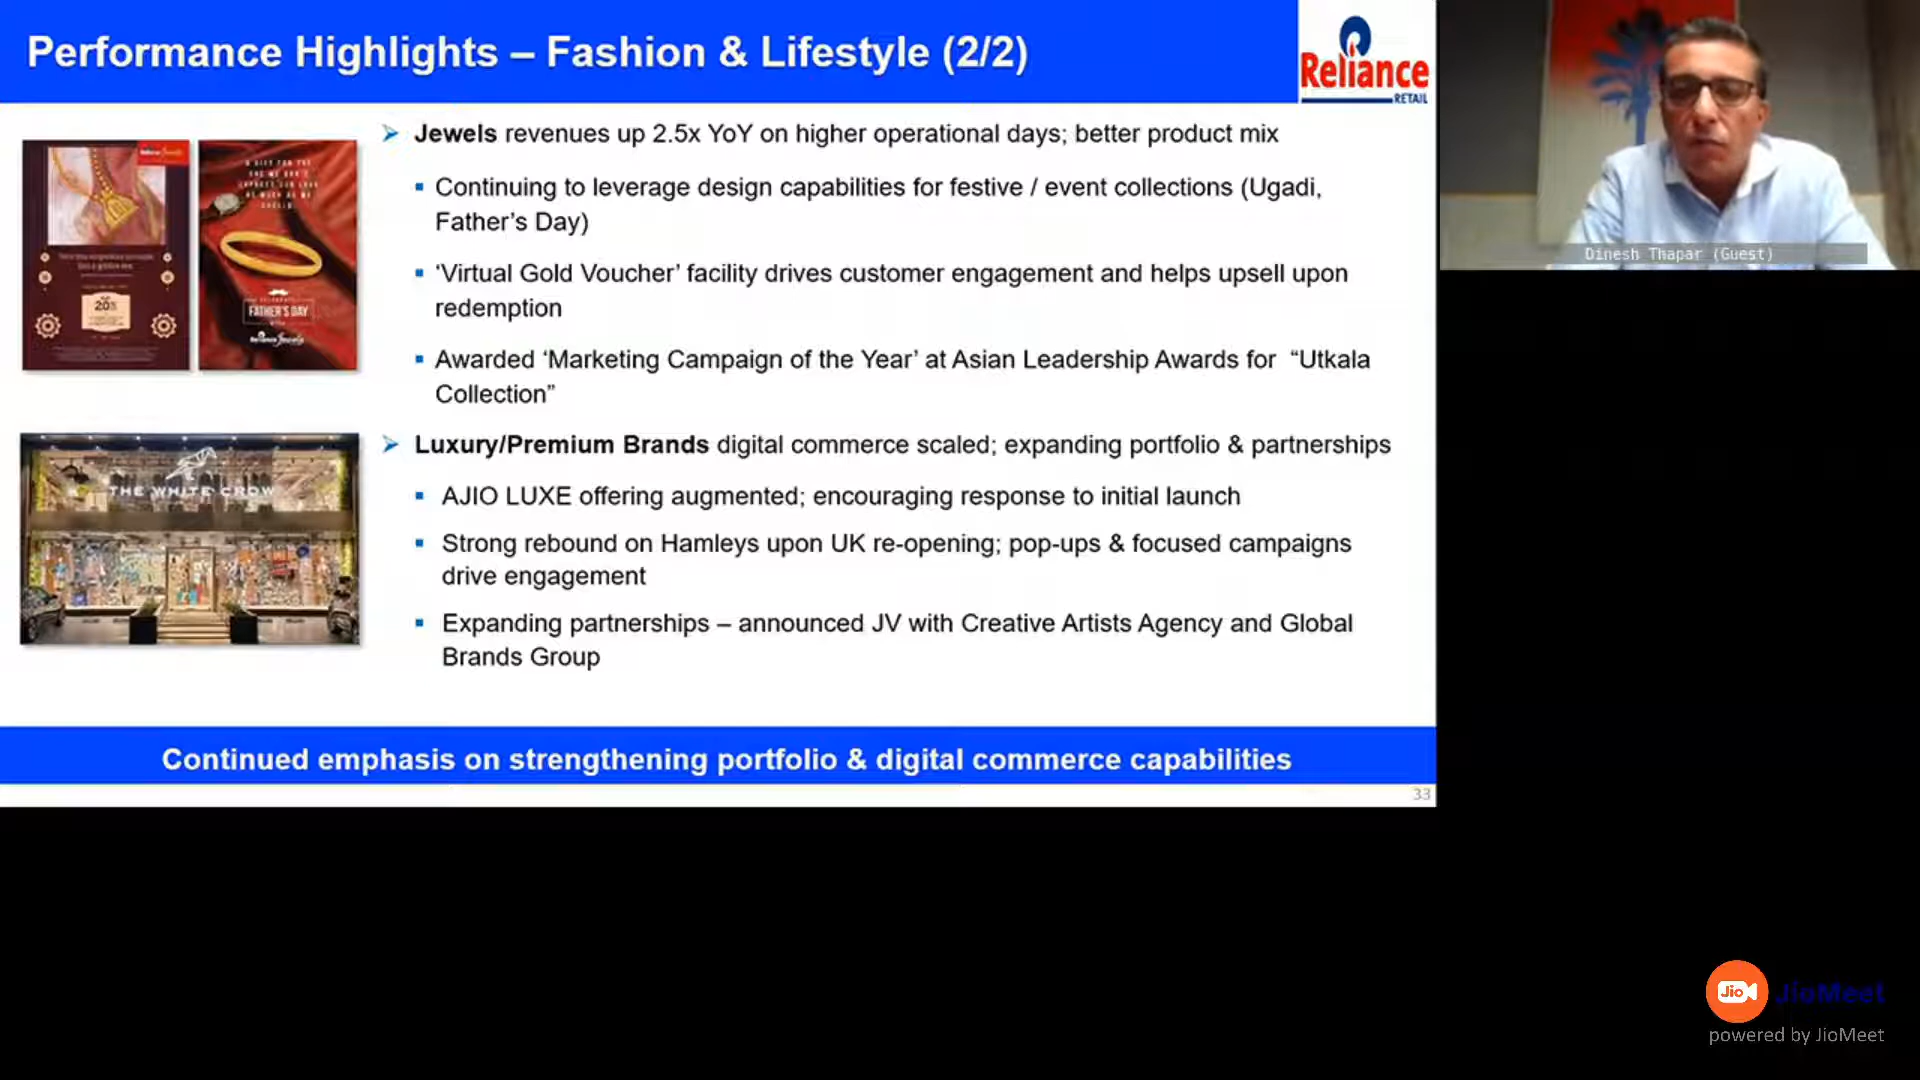 Performance Highlights – Fashion & Lifestyle (2/2)
Reliance
RETAIL
Jewels revenues up 2.5x YoY on higher operational days; better product mix
Continuing to leverage design capabilities for festive / event collections (Ugadi,
Father’s Day)
‘Virtual Gold Voucher’ facility drives customer engagement and helps upsell upon
redemption
Awarded ‘Marketing Campaign of the Year’ at Asian Leadership Awards for “Utkala
Collection”
20%
FATHER'S DAY
Reliance Jewels
THE WHITE CROW
Luxury/Premium Brands digital commerce scaled; expanding portfolio & partnerships
AJIO LUXE offering augmented; encouraging response to initial launch
Strong rebound on Hamleys upon UK re-opening; pop-ups & focused campaigns
drive engagement
Expanding partnerships – announced JV with Creative Artists Agency and Global
Brands Group
Continued emphasis on strengthening portfolio & digital commerce capabilities
33
Dinesh Thapar (Guest)
Jio
JioMeet
powered by JioMeet